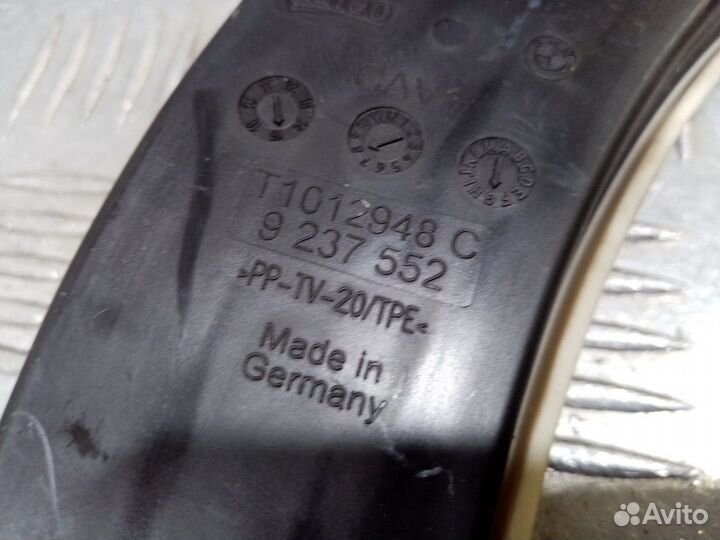 T1012948 C
9 237 552
>PP-TV-20/TPE<
Made in
Germany
Avito